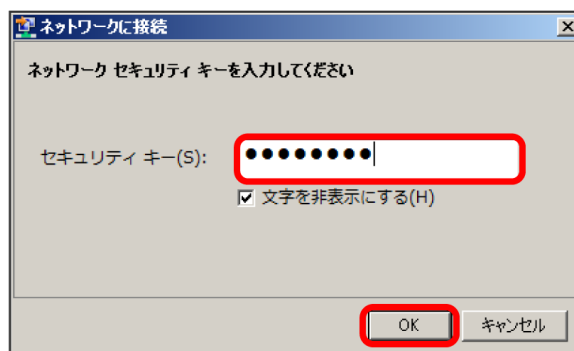 ネットワークに接続
ネットワーク セキュリティ キーを入力してください
セキュリティ キー(S):
●●●●●●●●
文字を非表示にする(H)
OK
キャンセル